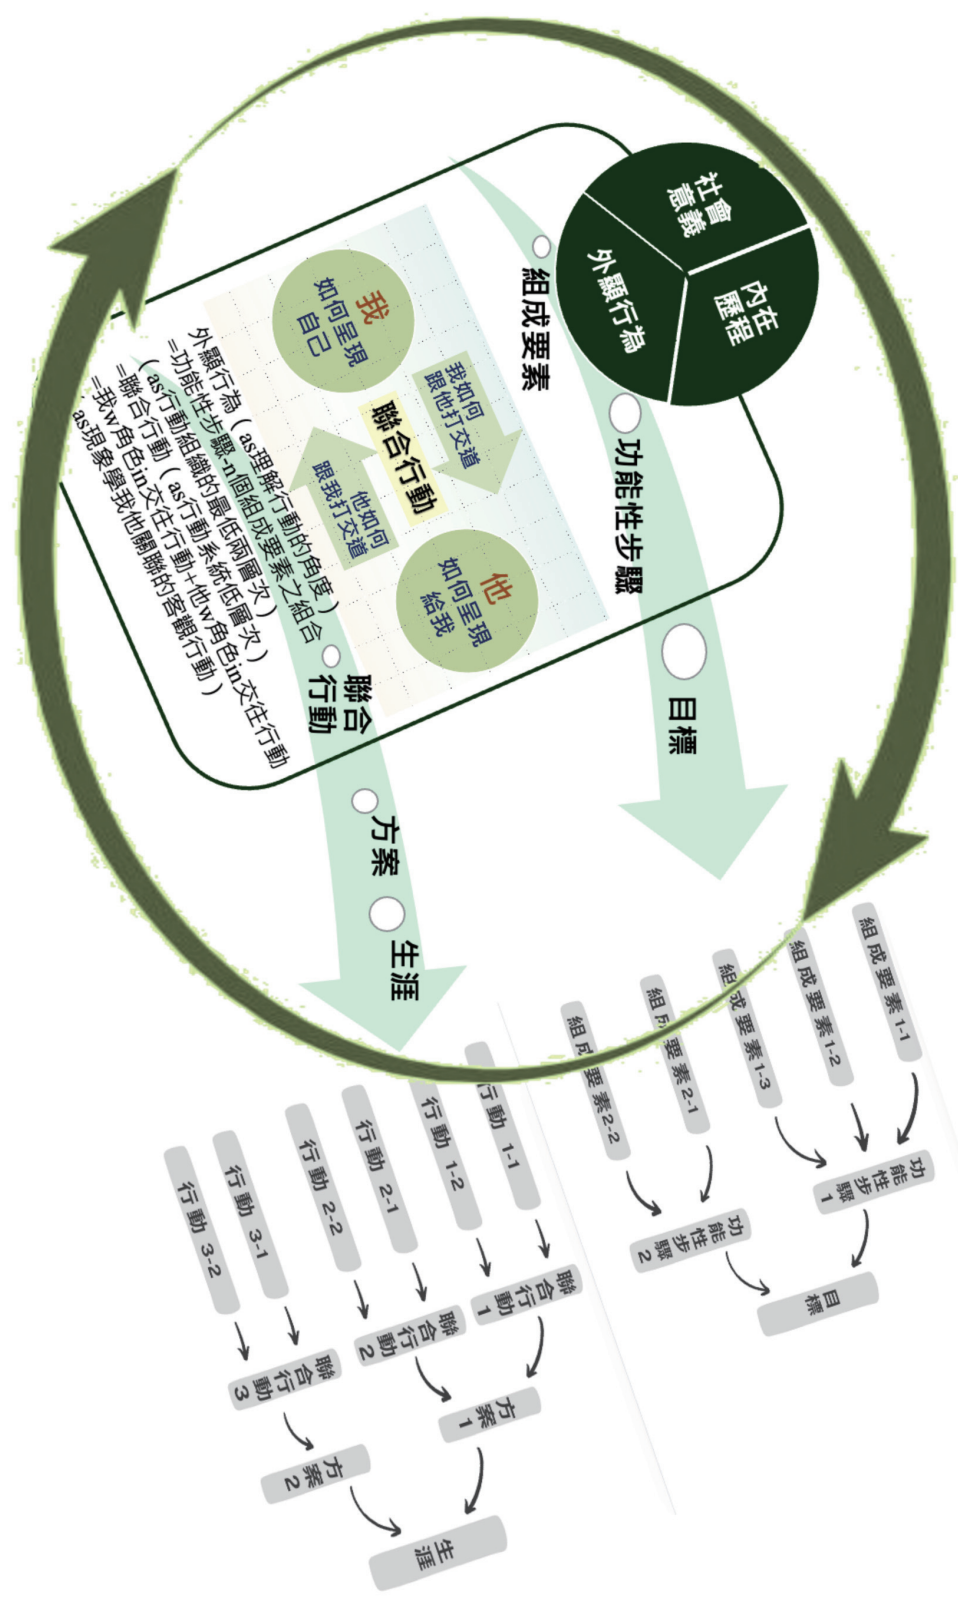 社會
意義
內在
歷程
外顯行為
組成要素
功能性步驟
目標
我
如何呈現
自己
我如何
跟他打交道
聯合行動
他如何
跟我打交道
他
如何呈現
給我
外顯行為（as理解行動的角度）
=功能性步驟-n個組成要素之組合
（as行動組織的最低兩層次）
=聯合行動（as行動系統低層次）
=我w角色in交往行動+他w角色in交往行動
as現象學我他關聯的客觀行動）
聯合
行動
方案
生涯
組成要素1-1
組成要素1-2
組成要素1-3
組成要素2-1
組成要素2-2
功能性步驟1
功能性步驟2
目標
行動 1-1
行動 1-2
行動 2-1
行動 2-2
行動 3-1
行動 3-2
聯合行動1
聯合行動2
聯合行動3
方案1
方案2
生涯